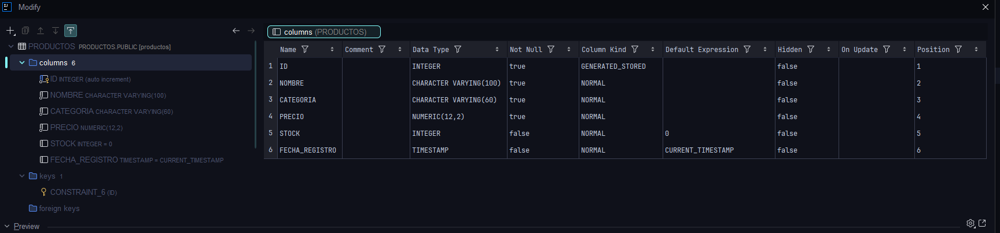 Modify
PRODUCTOS PRODUCTOS.PUBLIC [productos]
columns 6
ID INTEGER (auto increment)
NOMBRE CHARACTER VARYING(100)
CATEGORIA CHARACTER VARYING(60)
PRECIO NUMERIC(12,2)
STOCK INTEGER = 0
FECHA_REGISTRO TIMESTAMP = CURRENT_TIMESTAMP
keys 1
CONSTRAINT_6 (ID)
foreign keys
columns (PRODUCTOS)
Name Comment Data Type Not Null Column Kind Default Expression Hidden On Update Position
1 ID INTEGER true GENERATED_STORED false 1
2 NOMBRE CHARACTER VARYING(100) true NORMAL false 2
3 CATEGORIA CHARACTER VARYING(60) true NORMAL false 3
4 PRECIO NUMERIC(12,2) true NORMAL false 4
5 STOCK INTEGER false NORMAL 0 false 5
6 FECHA_REGISTRO TIMESTAMP false NORMAL CURRENT_TIMESTAMP false 6
Preview